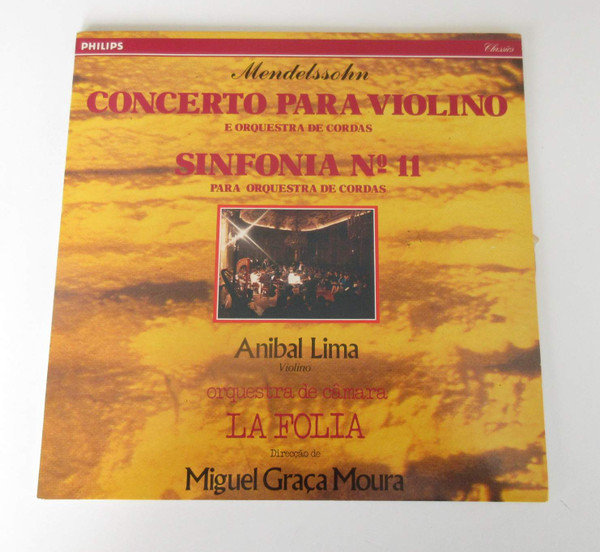 PHILIPS
Classics
Mendelssohn
CONCERTO PARA VIOLINO
E ORQUESTRA DE CORDAS
SINFONIA Nº 11
PARA ORQUESTRA DE CORDAS
Anibal Lima
Violino
orquestra de câmara
LA FOLIA
Direcção de
Miguel Graça Moura